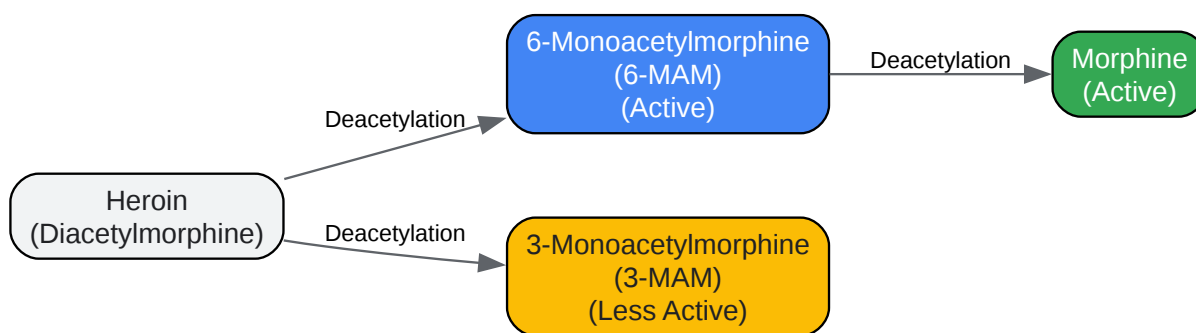 6-Monoacetylmorphine
(6-MAM)
(Active)
Deacetylation
Morphine
(Active)
Deacetylation
Heroin
(Diacetylmorphine)
Deacetylation
3-Monoacetylmorphine
(3-MAM)
(Less Active)